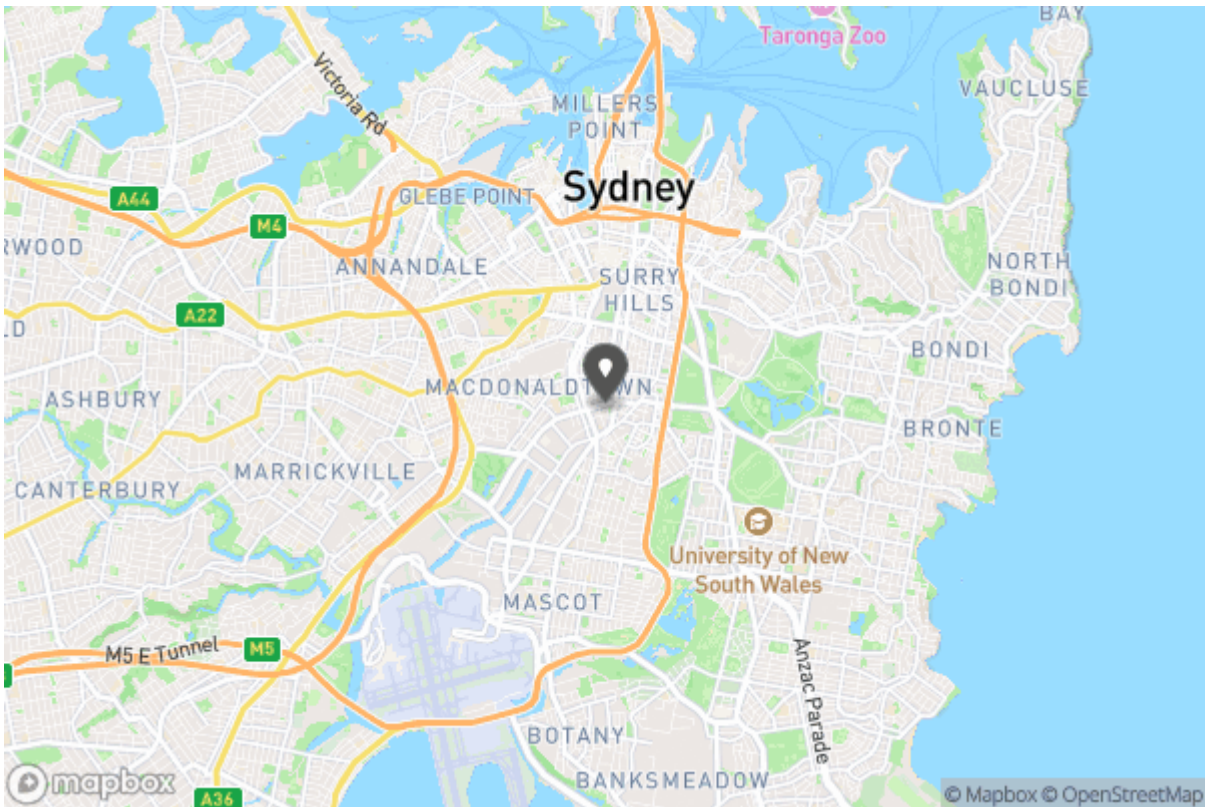 BAY
Taronga Zoo
VAUCLUSE
Victoria Rd
MILLERS
POINT
Sydney
A44
GLEBE POINT
M4
RWOOD
ANNANDALE
SURRY
HILLS
NORTH
BONDI
A22
LD
BONDI
MACDONALDTOWN
ASHBURY
BRONTE
MARRICKVILLE
CANTERBURY
University of New
South Wales
MASCOT
M5 E Tunnel
M5
Anzac Parade
BOTANY
BANKSMEADOW
mapbox
A36
© Mapbox © OpenStreetMap